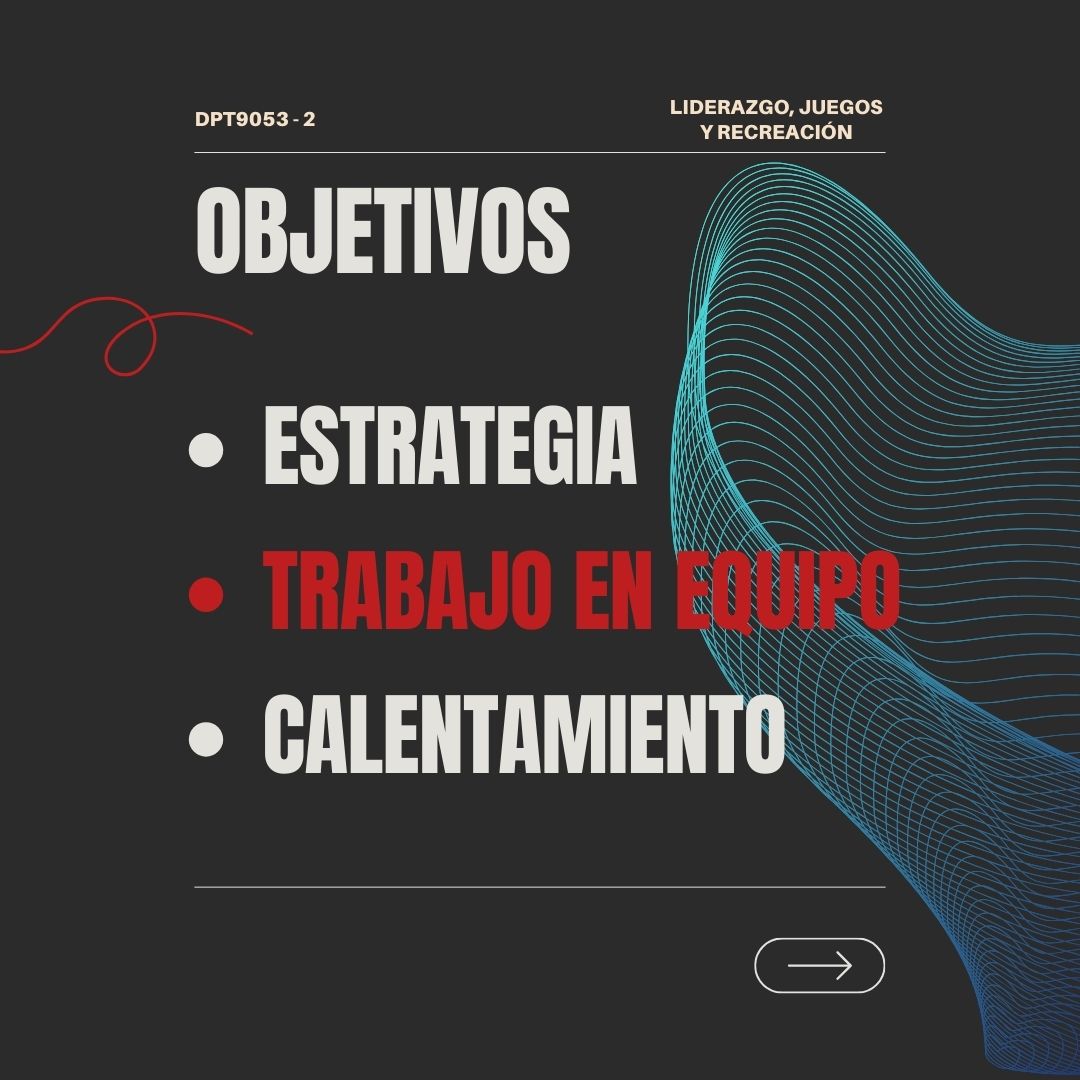 DPT9053 - 2
LIDERAZGO, JUEGOS
Y RECREACIÓN
OBJETIVOS
• ESTRATEGIA
• TRABAJO EN EQUIPO
• CALENTAMIENTO